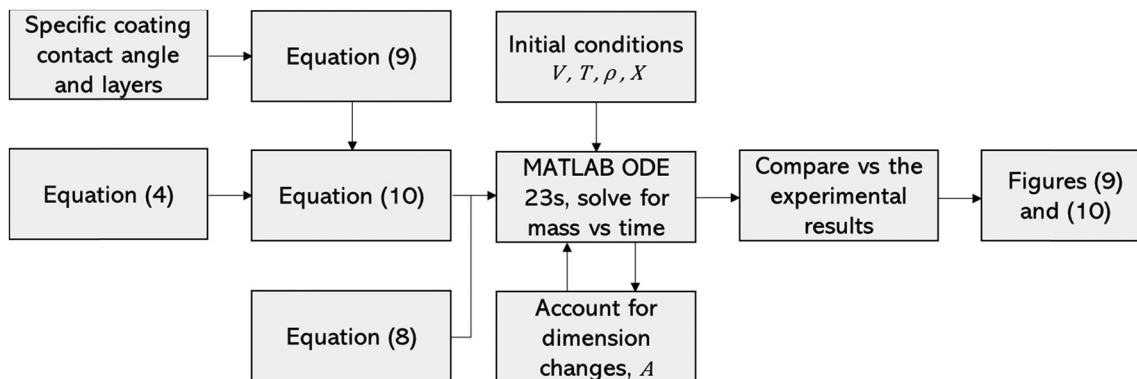 Specific coating
contact angle
and layers
Equation (9)
Initial conditions
V, T, ρ, X
Equation (4)
Equation (10)
MATLAB ODE
23s, solve for
mass vs time
Compare vs the
experimental
results
Figures (9)
and (10)
Equation (8)
Account for
dimension
changes, A